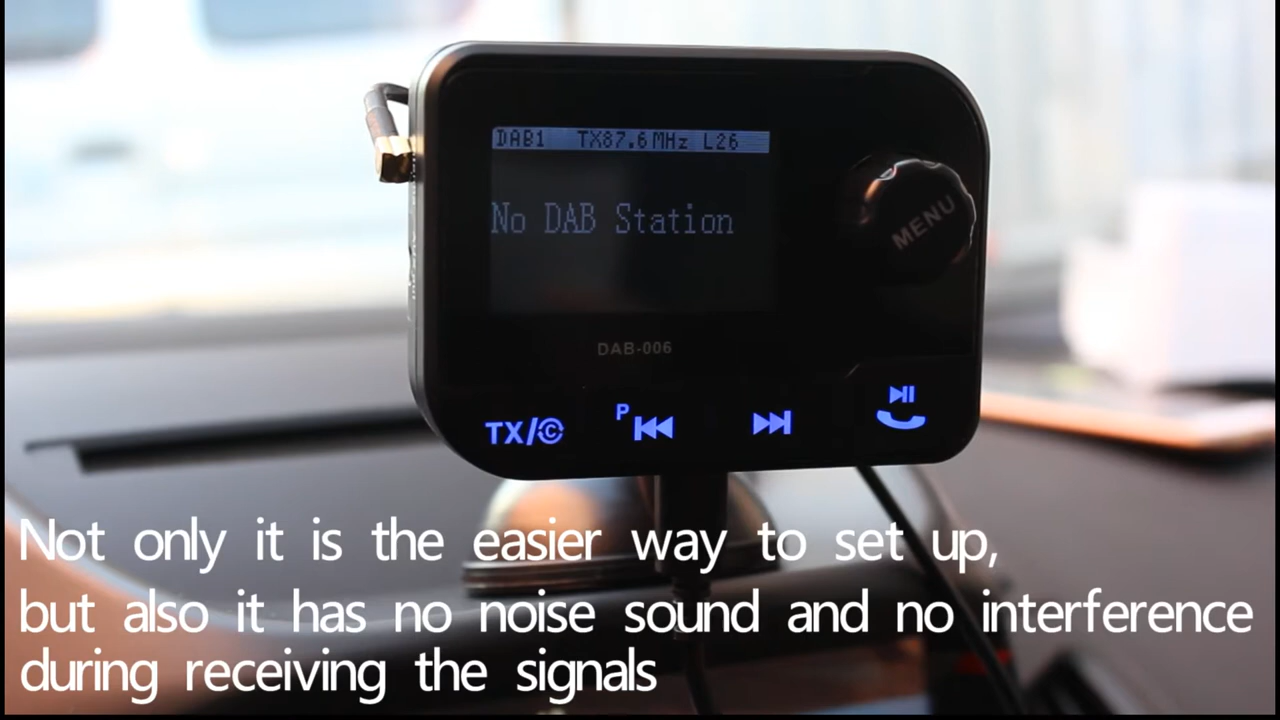 DAB1 TX87.6MHz L26
No DAB Station
MENU
DAB-006
TX/C
P
Not only it is the easier way to set up,
but also it has no noise sound and no interference
during receiving the signals